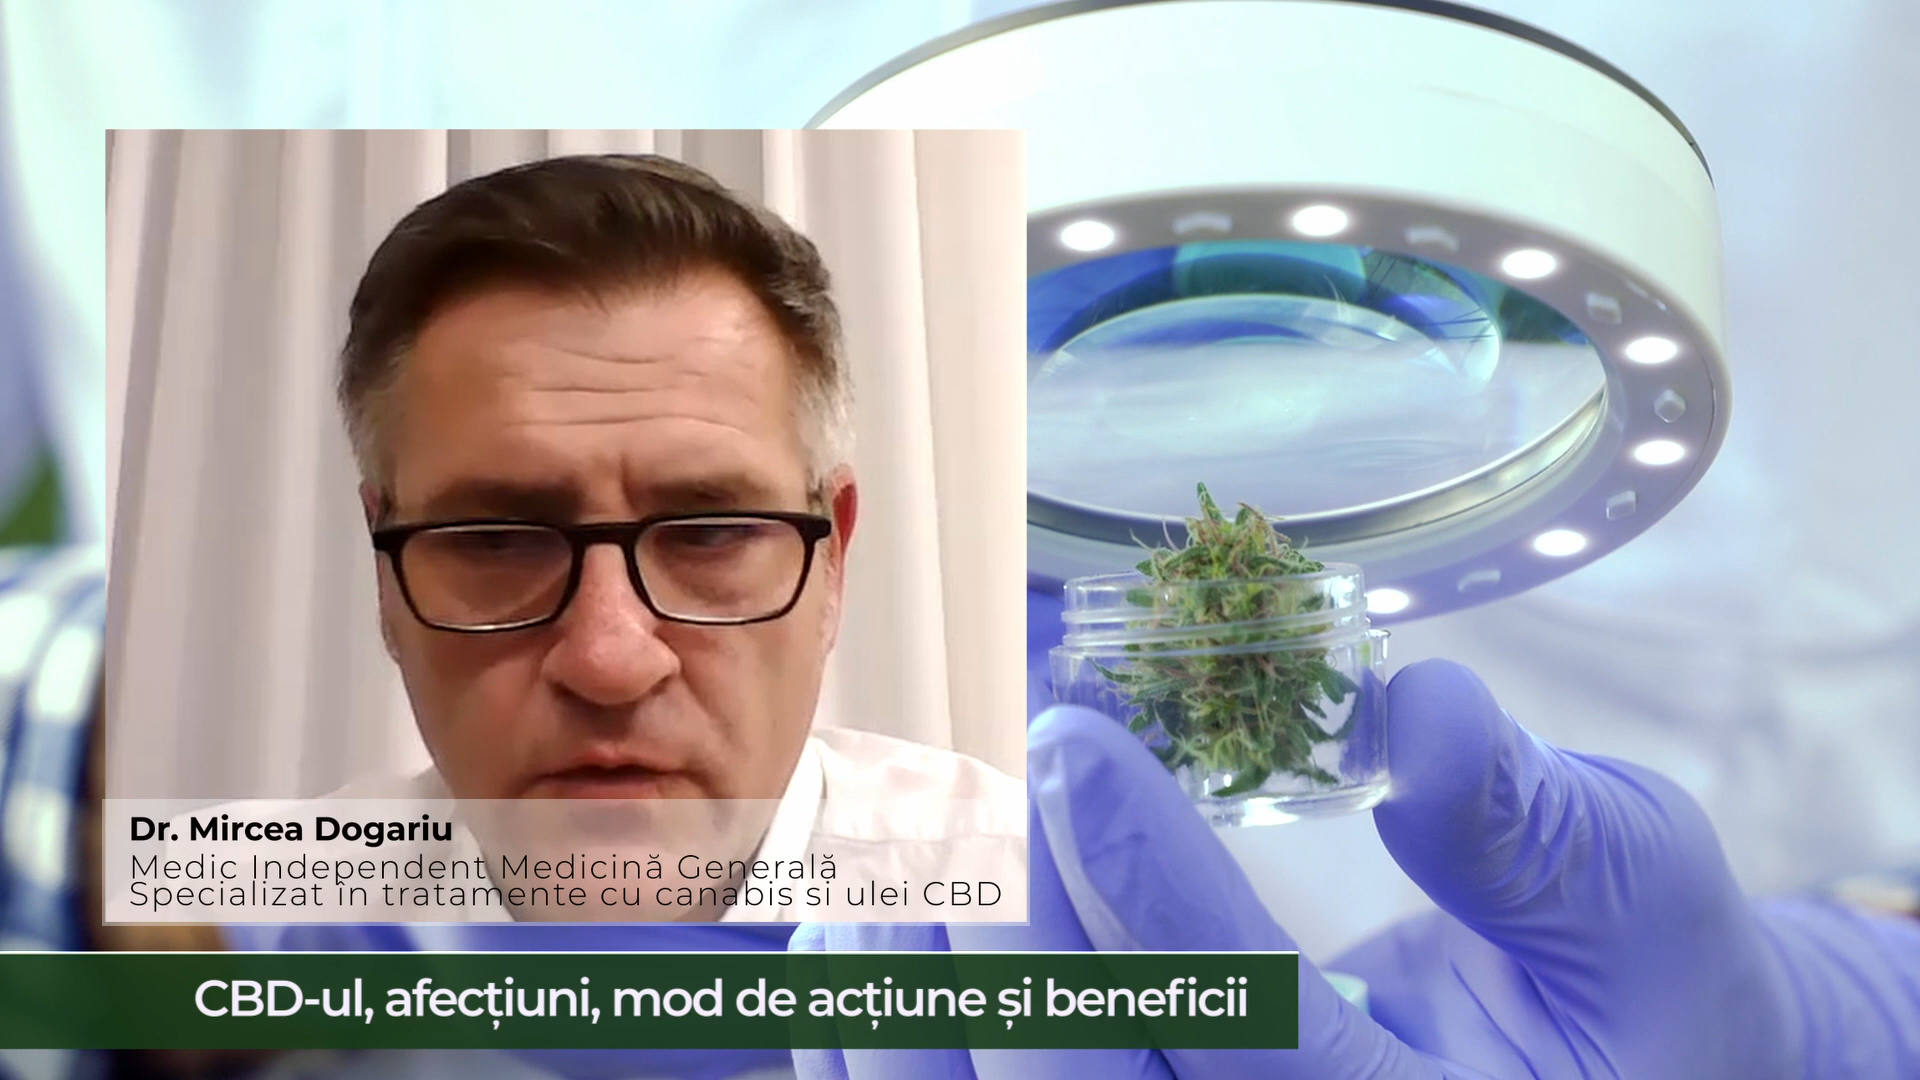 Dr. Mircea Dogariu
Medic Independent Medicină Generală
Specializat în tratamente cu canabis si ulei CBD
CBD-ul, afecțiuni, mod de acțiune și beneficii